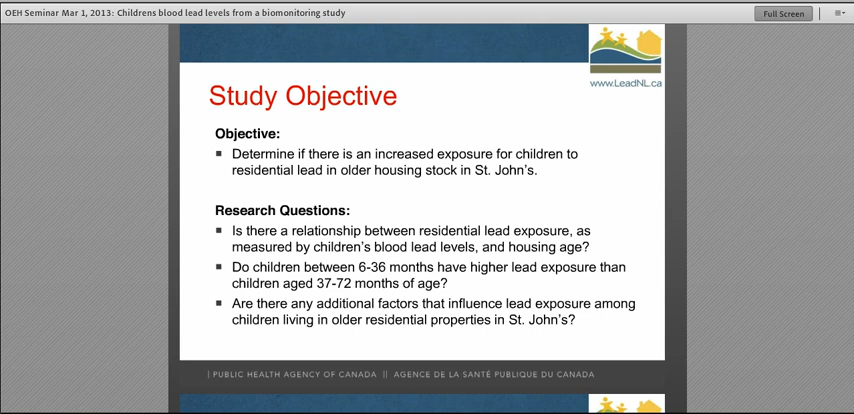 OEH Seminar Mar 1, 2013: Childrens blood lead levels from a biomonitoring study
Full Screen
www.LeadNL.ca
Study Objective
Objective:
▪ Determine if there is an increased exposure for children to
residential lead in older housing stock in St. John's.
Research Questions:
▪ Is there a relationship between residential lead exposure, as
measured by children's blood lead levels, and housing age?
▪ Do children between 6-36 months have higher lead exposure than
children aged 37-72 months of age?
▪ Are there any additional factors that influence lead exposure among
children living in older residential properties in St. John's?
| PUBLIC HEALTH AGENCY OF CANADA || AGENCE DE LA SANTÉ PUBLIQUE DU CANADA